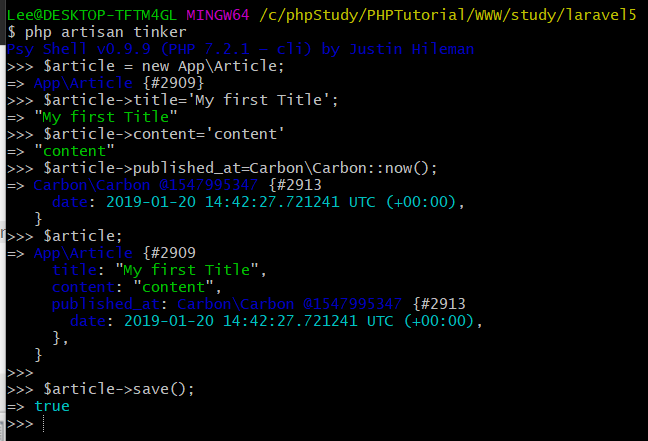 Lee@DESKTOP-TFTM4GL MINGW64 /c/phpStudy/PHPTutorial/WWW/study/laravel5
$ php artisan tinker
Psy Shell v0.9.9 (PHP 7.2.1 — cli) by Justin Hileman
>>> $article = new App\Article;
=> App\Article {#2909}
>>> $article->title='My first Title';
=> "My first Title"
>>> $article->content='content'
=> "content"
>>> $article->published_at=Carbon\Carbon::now();
=> Carbon\Carbon @1547995347 {#2913
     date: 2019-01-20 14:42:27.721241 UTC (+00:00),
   }
>>> $article;
=> App\Article {#2909
     title: "My first Title",
     content: "content",
     published_at: Carbon\Carbon @1547995347 {#2913
       date: 2019-01-20 14:42:27.721241 UTC (+00:00),
     },
   }
>>>
>>> $article->save();
=> true
>>>